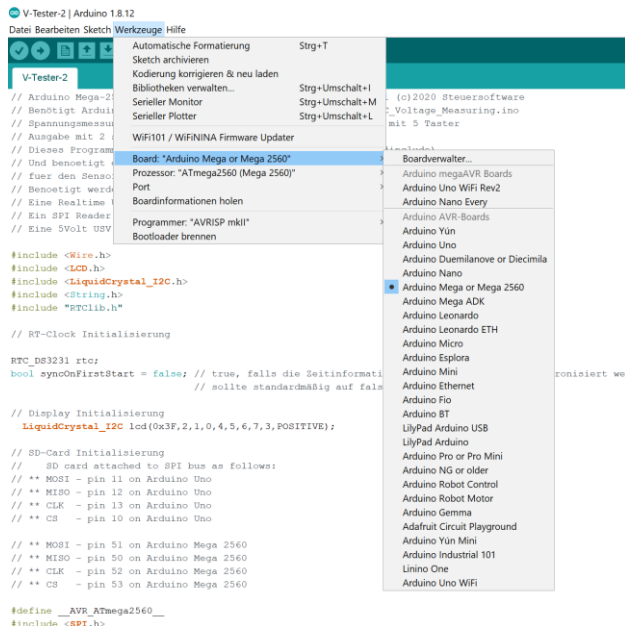 V-Tester-2 | Arduino 1.8.12
Datei Bearbeiten Sketch Werkzeuge Hilfe
Automatische Formatierung Strg+T
Sketch archivieren
Kodierung korrigieren & neu laden
Bibliotheken verwalten... Strg+Umschalt+I
Serieller Monitor Strg+Umschalt+M
Serieller Plotter Strg+Umschalt+L
WiFi101 / WiFiNINA Firmware Updater
Board: "Arduino Mega or Mega 2560"
Prozessor: "ATmega2560 (Mega 2560)"
Port
Boardinformationen holen
Programmer: "AVRISP mkII"
Bootloader brennen
Boardverwalter...
Arduino megaAVR Boards
Arduino Uno WiFi Rev2
Arduino Nano Every
Arduino AVR-Boards
Arduino Yún
Arduino Uno
Arduino Duemilanove or Diecimila
Arduino Nano
Arduino Mega or Mega 2560
Arduino Mega ADK
Arduino Leonardo
Arduino Leonardo ETH
Arduino Micro
Arduino Esplora
Arduino Mini
Arduino Ethernet
Arduino Fio
Arduino BT
LilyPad Arduino USB
LilyPad Arduino
Arduino Pro or Pro Mini
Arduino NG or older
Arduino Robot Control
Arduino Robot Motor
Arduino Gemma
Adafruit Circuit Playground
Arduino Yún Mini
Arduino Industrial 101
Linino One
Arduino Uno WiFi
V-Tester-2
// Arduino Mega-2 (c)2020 Steuersoftware
// Benötigt Ardui _Voltage_Measuring.ino
// Spannungsmessu mit 5 Taster
// Ausgabe mit 2
// Dieses Program
// Und benoetigt
// fuer den Senso
// Benoetigt werd
// Eine Realtime
// Ein SPI Reader
// Eine 5Volt USV
#include <Wire.h>
#include <LCD.h>
#include <LiquidCrystal_I2C.h>
#include <String.h>
#include "RTClib.h"
// RT-Clock Initialisierung
RTC_DS3231 rtc;
bool syncOnFirstStart = false; // true, falls die Zeitinformati ronisiert we
// sollte standardmäßig auf fals
// Display Initialisierung
LiquidCrystal_I2C lcd(0x3F,2,1,0,4,5,6,7,3,POSITIVE);
// SD-Card Initialisierung
// SD card attached to SPI bus as follows:
// ** MOSI - pin 11 on Arduino Uno
// ** MISO - pin 12 on Arduino Uno
// ** CLK - pin 13 on Arduino Uno
// ** CS - pin 10 on Arduino Uno
// ** MOSI - pin 51 on Arduino Mega 2560
// ** MISO - pin 50 on Arduino Mega 2560
// ** CLK - pin 52 on Arduino Mega 2560
// ** CS - pin 53 on Arduino Mega 2560
#define __AVR_ATmega2560__
#include <SPI.h>